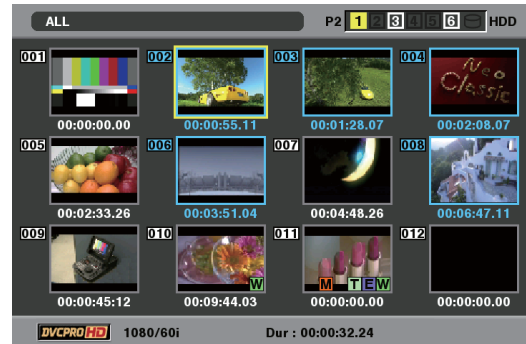 ALL P2 1 2 3 4 5 6 HDD
001 002 003 004
Neo Classic
00:00:00.00 00:00:55.11 00:01:28.07 00:02:08.07
005 006 007 008
00:02:33.26 00:03:51.04 00:04:48.26 00:06:47.11
009 010 011 012
W M T E W
00:00:45:12 00:09:44.03 00:00:00.00 00:00:00.00
DVCPRO HD 1080/60i Dur : 00:00:32.24